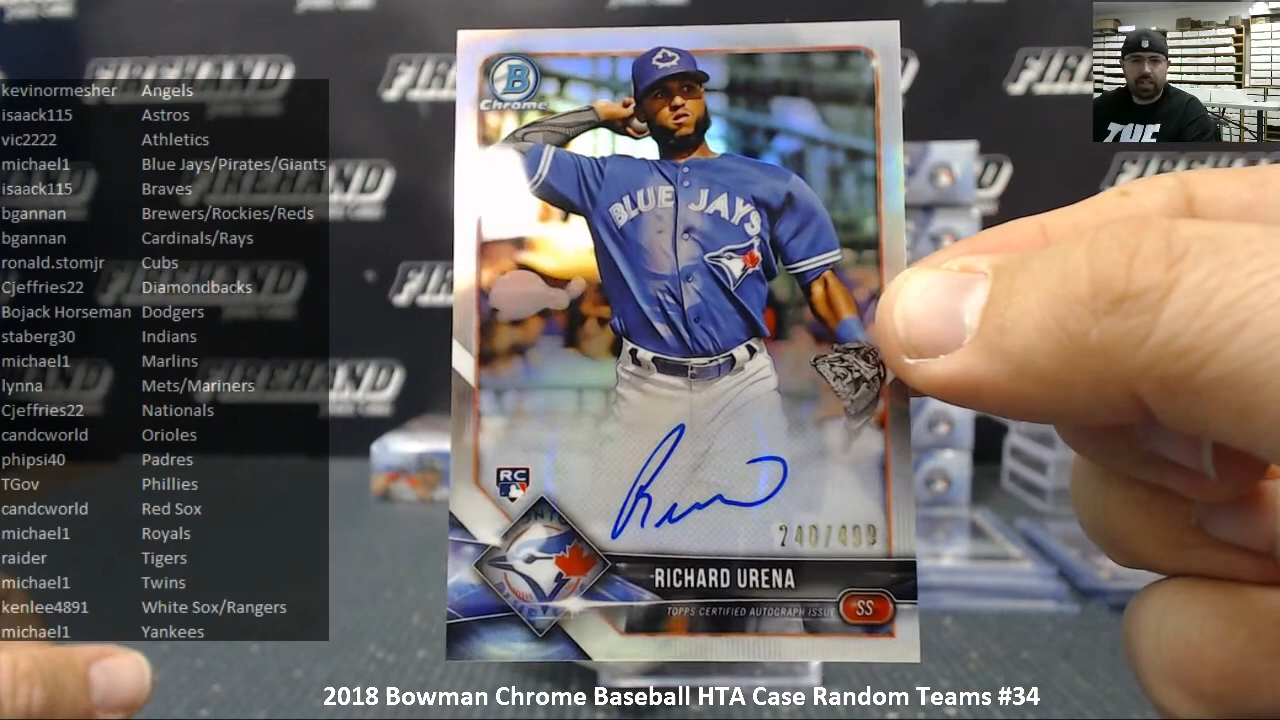 kevinormesher Angels
isaack115 Astros
vic2222 Athletics
michael1 Blue Jays/Pirates/Giants
isaack115 Braves
bgannan Brewers/Rockies/Reds
bgannan Cardinals/Rays
ronald.stomjr Cubs
Cjeffries22 Diamondbacks
Bojack Horseman Dodgers
staberg30 Indians
michael1 Marlins
lynna Mets/Mariners
Cjeffries22 Nationals
candcworld Orioles
phipsi40 Padres
TGov Phillies
candcworld Red Sox
michael1 Royals
raider Tigers
michael1 Twins
kenlee4891 White Sox/Rangers
michael1 Yankees
FIREHAND
B
Chrome
BLUE JAYS
RC
240/499
RICHARD URENA
TOPPS CERTIFIED AUTOGRAPH ISSUE
SS
THE
2018 Bowman Chrome Baseball HTA Case Random Teams #34